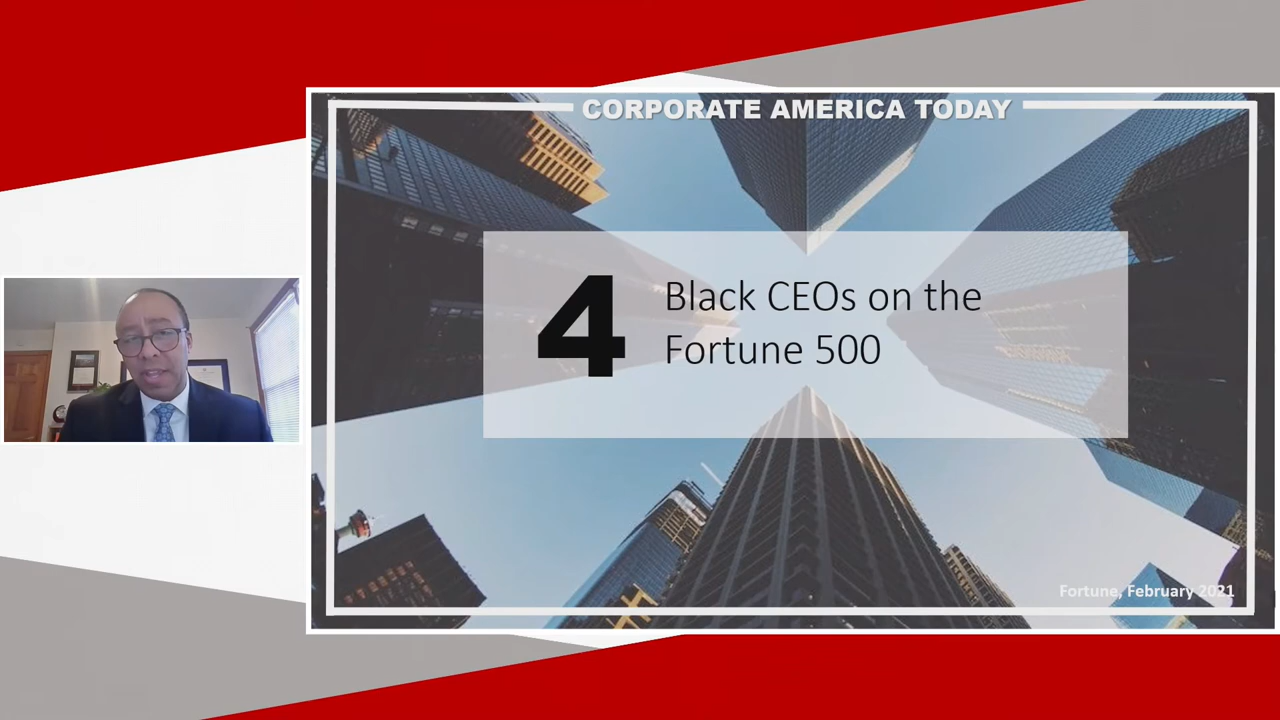 CORPORATE AMERICA TODAY
4
Black CEOs on the
Fortune 500
Fortune, February 2021